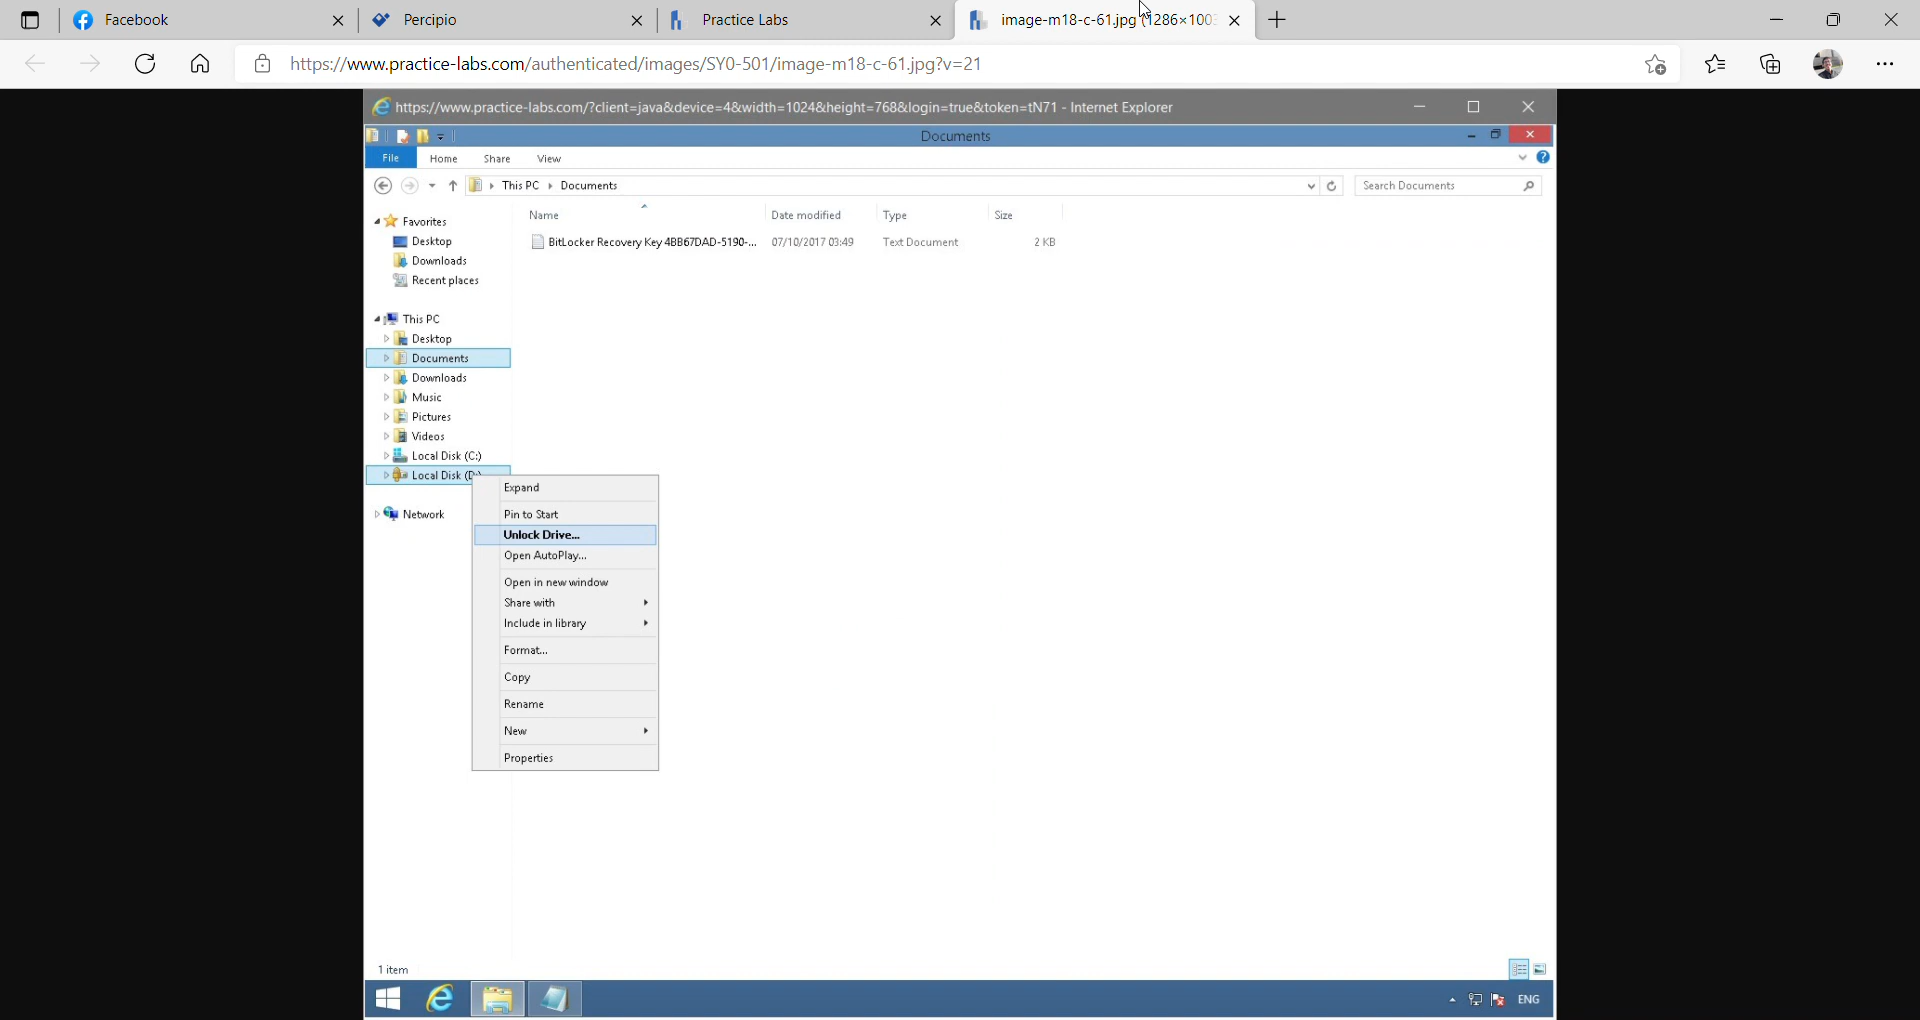 Facebook
Percipio
Practice Labs
image-m18-c-61.jpg (1286×1003
https://www.practice-labs.com/authenticated/images/SY0-501/image-m18-c-61.jpg?v=21
https://www.practice-labs.com/?client=java&device=4&width=1024&height=768&login=true&token=tN71 - Internet Explorer
Documents
File Home Share View
This PC Documents
Search Documents
Name Date modified Type Size
BitLocker Recovery Key 4BB67DAD-5190-... 07/10/2017 03:49 Text Document 2 KB
Favorites
Desktop
Downloads
Recent places
This PC
Desktop
Documents
Downloads
Music
Pictures
Videos
Local Disk (C:)
Local Disk (D:)
Network
Expand
Pin to Start
Unlock Drive...
Open AutoPlay...
Open in new window
Share with
Include in library
Format...
Copy
Rename
New
Properties
1 item
ENG